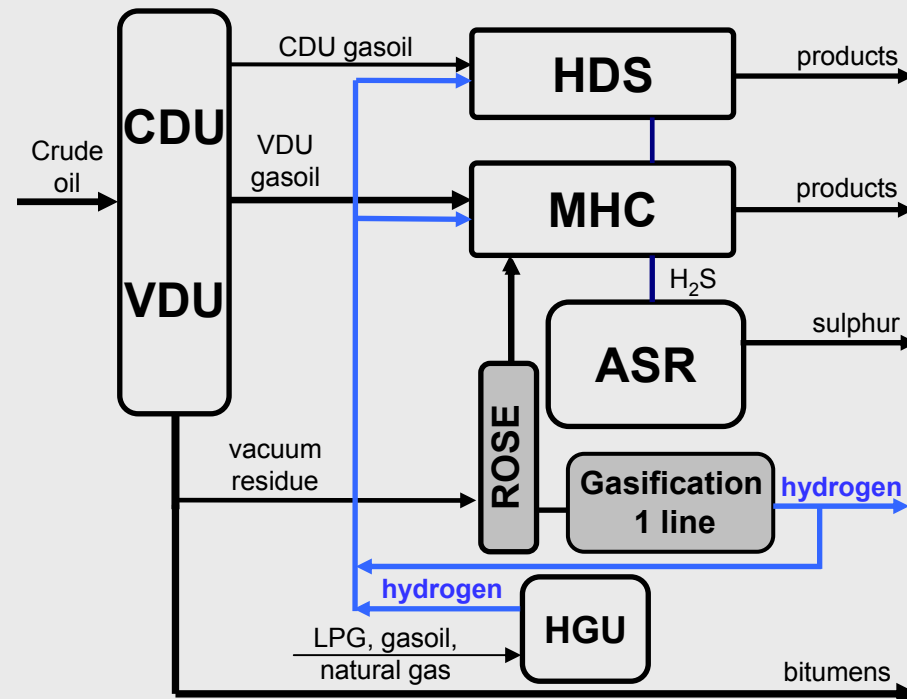 CDU gasoil
HDS
products
CDU
Crude
oil
VDU
gasoil
MHC
products
VDU
H₂S
ASR
sulphur
ROSE
vacuum
residue
Gasification
1 line
hydrogen
hydrogen
HGU
LPG, gasoil,
natural gas
bitumens